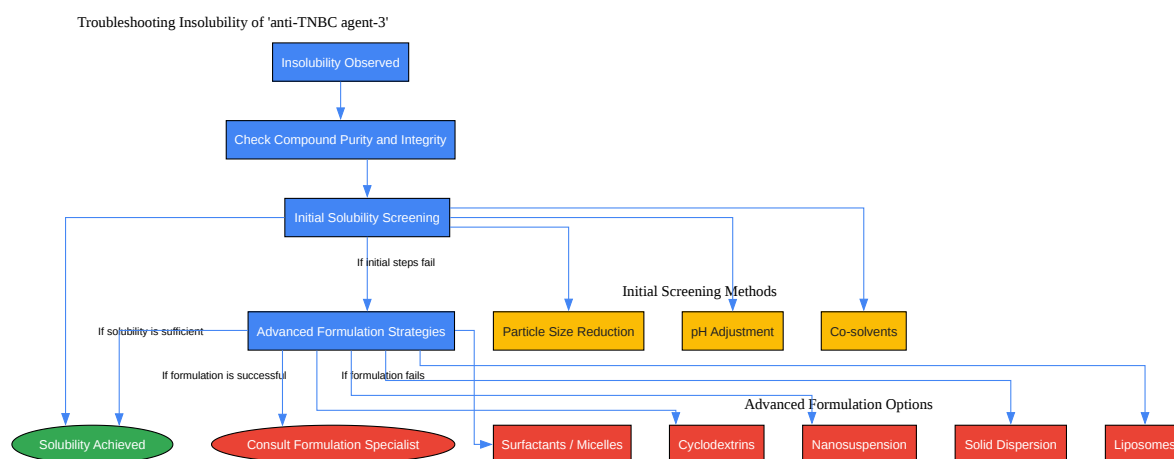 Troubleshooting Insolubility of 'anti-TNBC agent-3'
Insolubility Observed
Check Compound Purity and Integrity
Initial Solubility Screening
If initial steps fail
Initial Screening Methods
Advanced Formulation Strategies
Particle Size Reduction
pH Adjustment
Co-solvents
If solubility is sufficient
If formulation is successful
If formulation fails
Advanced Formulation Options
Solubility Achieved
Consult Formulation Specialist
Surfactants / Micelles
Cyclodextrins
Nanosuspension
Solid Dispersion
Liposomes